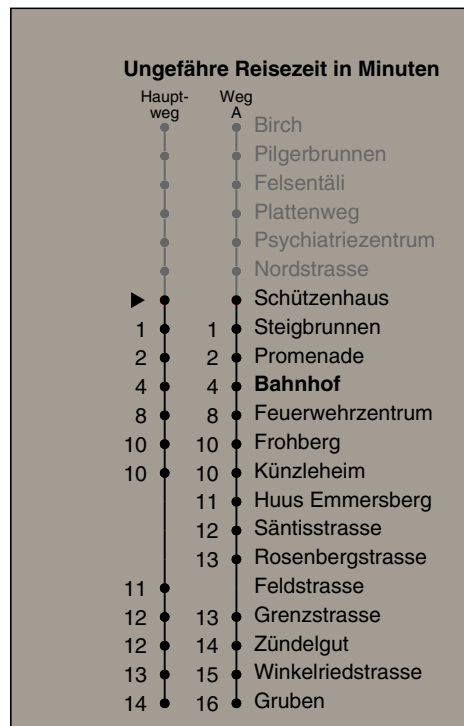 Ungefähre Reisezeit in Minuten
Haupt- Weg
weg A
Birch
Pilgerbrunnen
Felsentäli
Plattenweg
Psychiatriezentrum
Nordstrasse
Schützenhaus
1 1 Steigbrunnen
2 2 Promenade
4 4 Bahnhof
8 8 Feuerwehrzentrum
10 10 Frohberg
10 10 Künzleheim
11 Huus Emmersberg
12 Säntisstrasse
13 Rosenbergstrasse
11 Feldstrasse
12 13 Grenzstrasse
12 14 Zündelgut
13 15 Winkelriedstrasse
14 16 Gruben